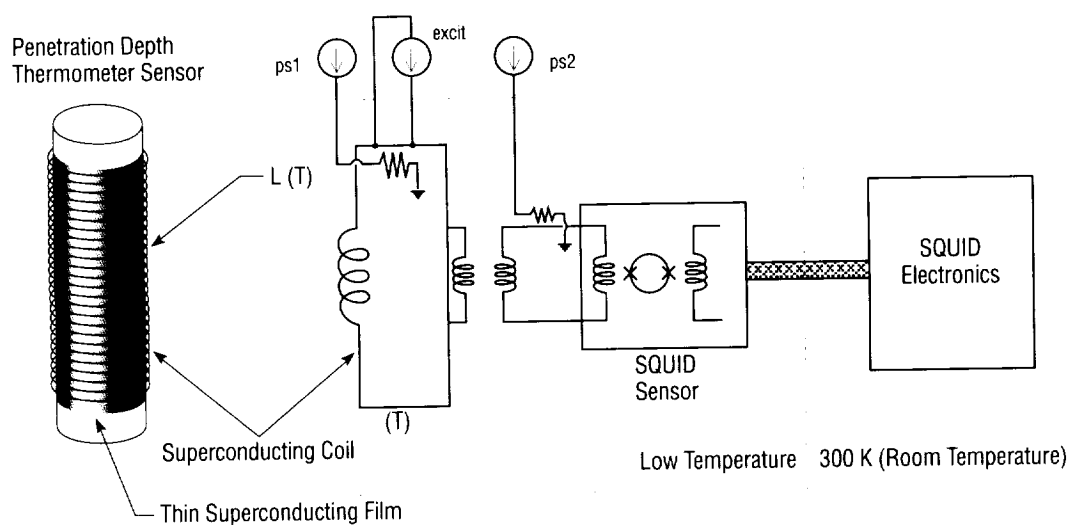 Penetration Depth
Thermometer Sensor
ps1
excit
ps2
L (T)
SQUID
Electronics
SQUID
Sensor
(T)
Superconducting Coil
Low Temperature 300 K (Room Temperature)
Thin Superconducting Film